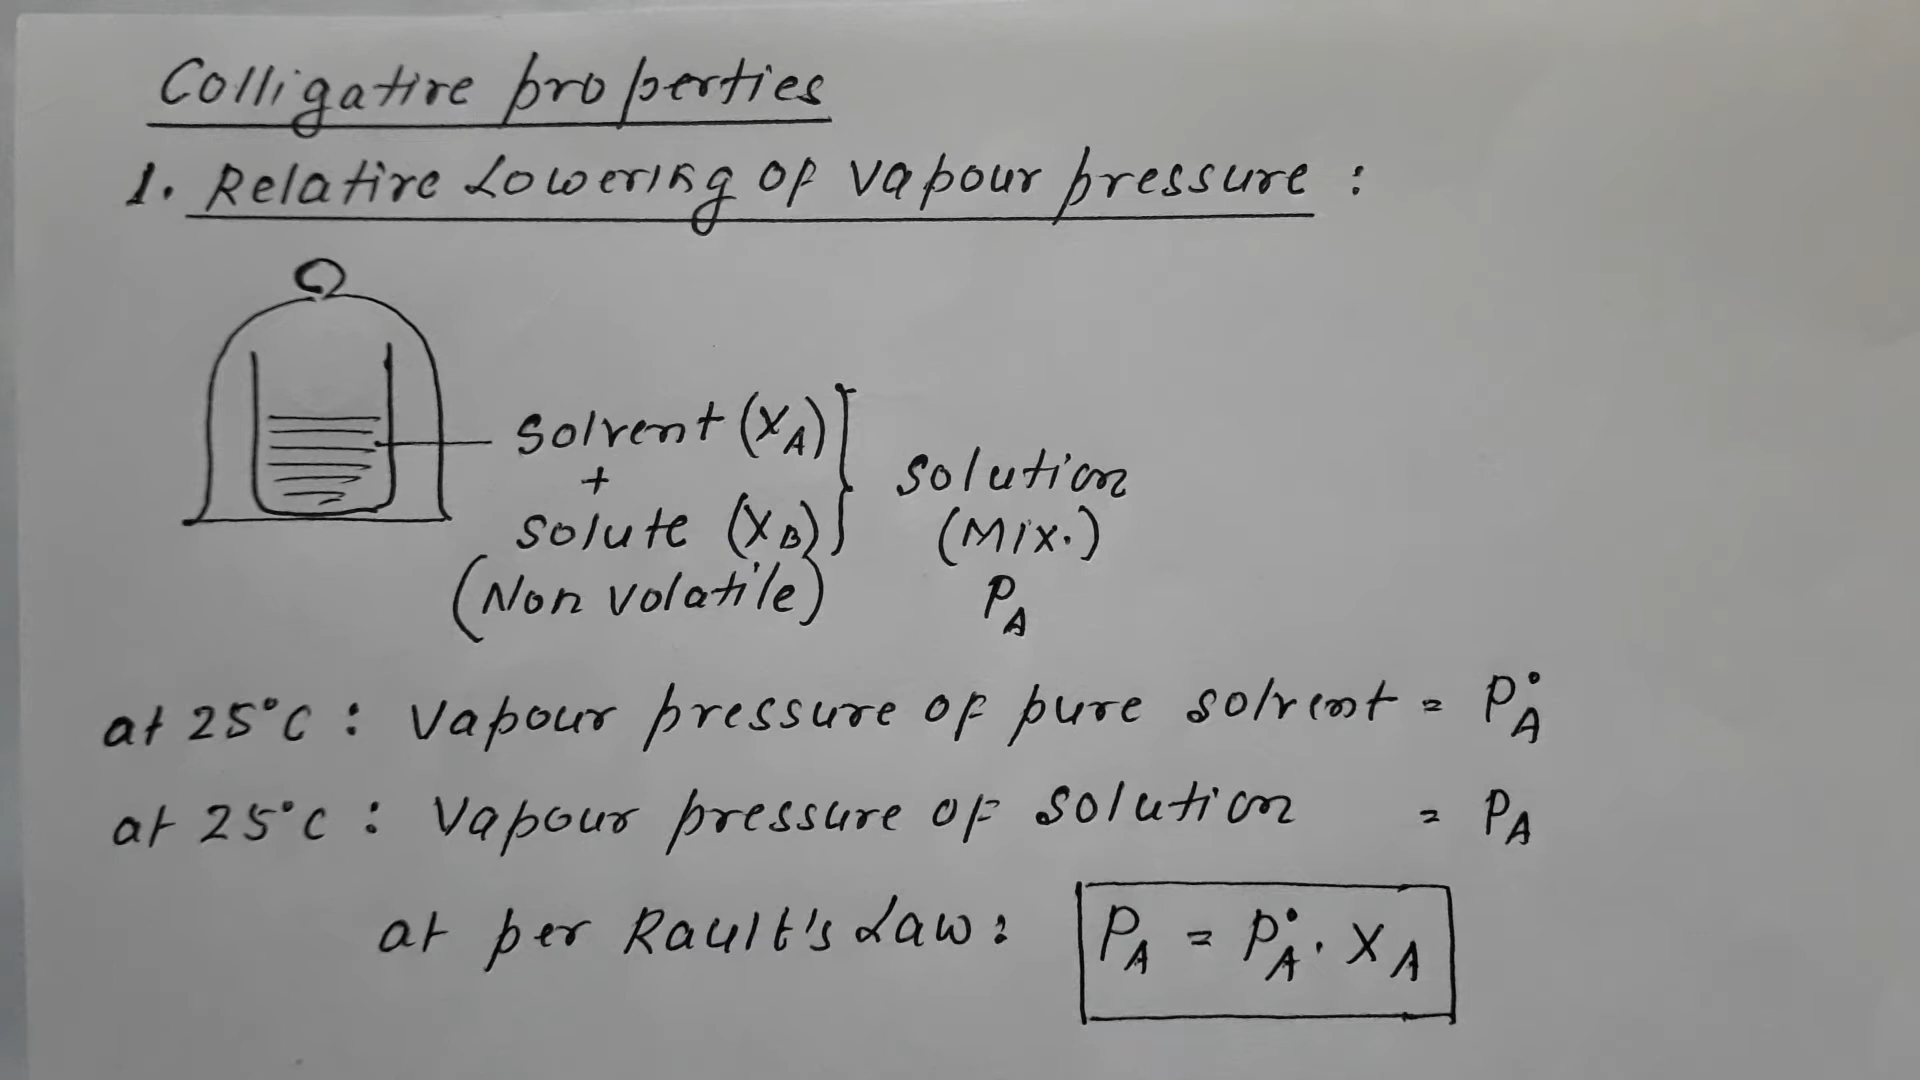 Colligative properties
1. Relative Lowering of vapour pressure :
Solvent (XA)
+
Solute (XB)
(Non volatile)
Solution
(Mix.)
PA
at 25°C : Vapour pressure of pure solvent = P°A
at 25°C : Vapour pressure of solution = PA
at per Rault's Law : PA = P°A . XA